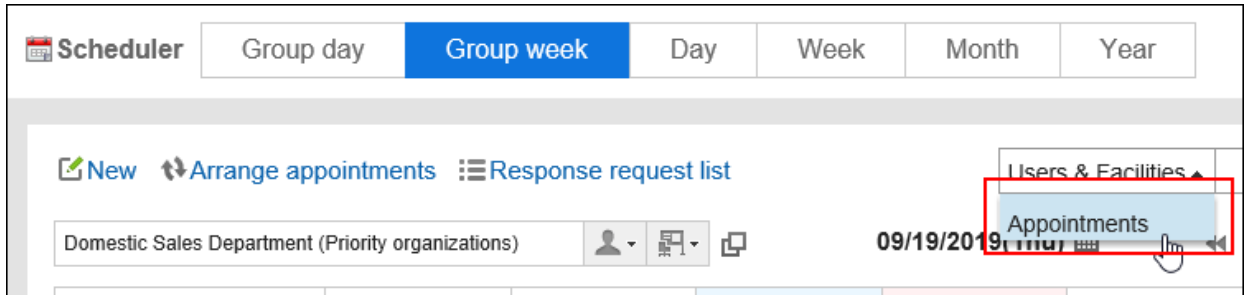 Scheduler Group day Group week Day Week Month Year
New Arrange appointments Response request list Users & Facilities
Appointments
Domestic Sales Department (Priority organizations) 09/19/2019(Thu)